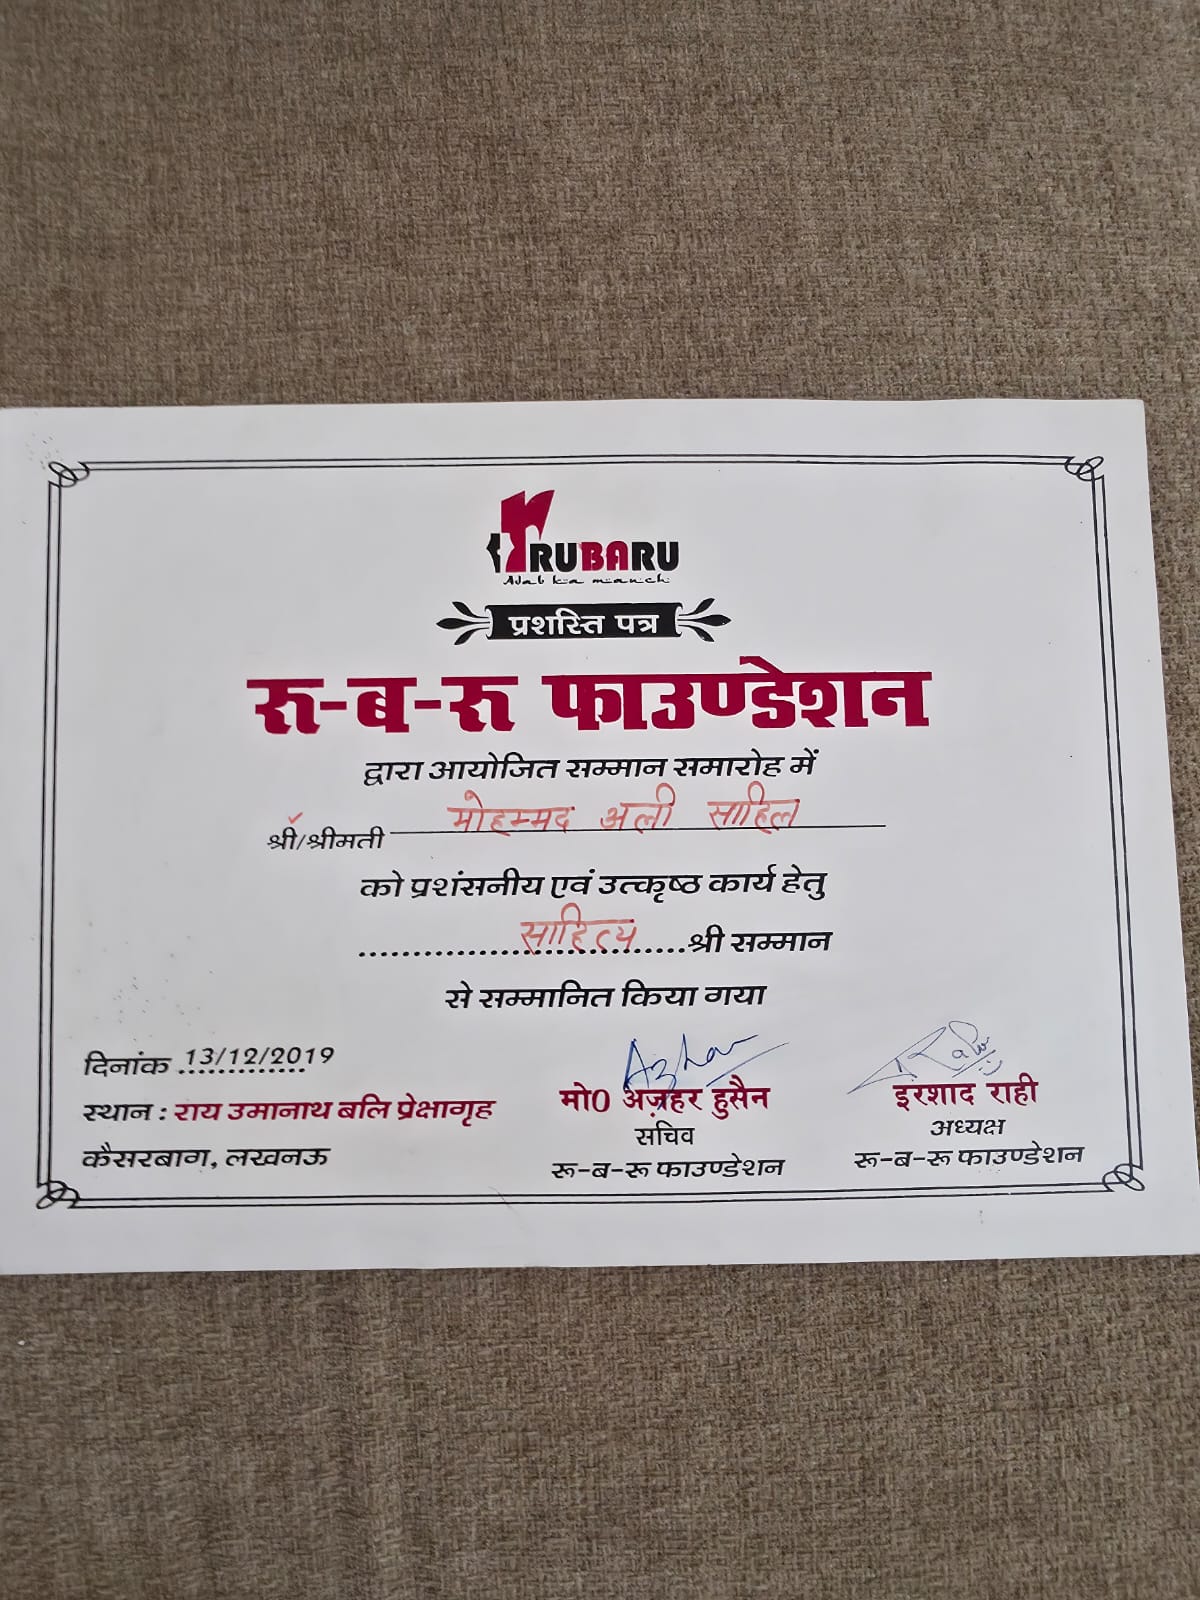 RUBARU
Adab ka manch
प्रशस्ति पत्र
रू-ब-रू फाउण्डेशन
द्वारा आयोजित सम्मान समारोह में
श्री/श्रीमती मोहम्मद अली साहिल
को प्रशंसनीय एवं उत्कृष्ठ कार्य हेतु
साहित्य श्री सम्मान
से सम्मानित किया गया
दिनांक 13/12/2019
स्थान : राय उमानाथ बलि प्रेक्षागृह
कैसरबाग, लखनऊ
Azhar
मो0 अज़हर हुसैन
सचिव
रू-ब-रू फाउण्डेशन
इरशाद राही
अध्यक्ष
रू-ब-रू फाउण्डेशन